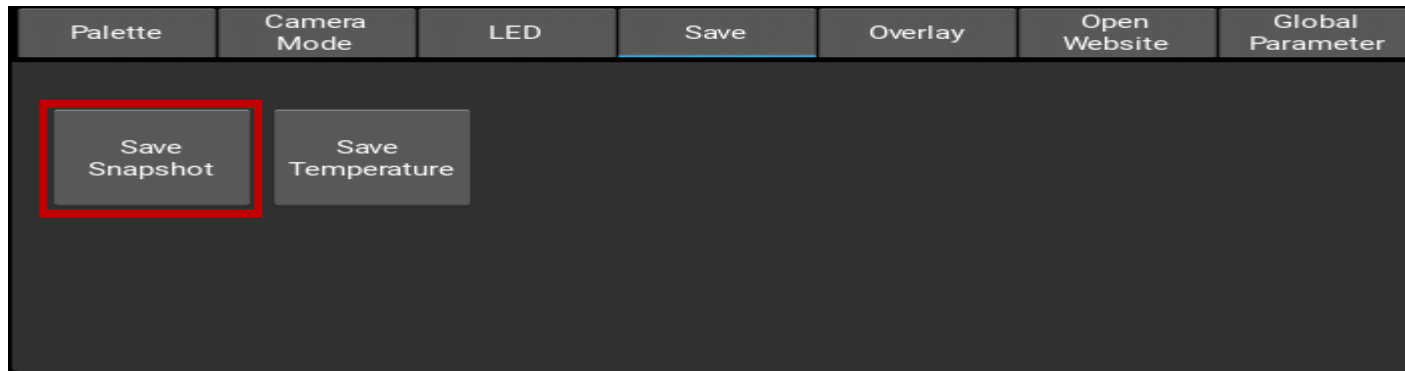 Palette
Camera
Mode
LED
Save
Overlay
Open
Website
Global
Parameter
Save
Snapshot
Save
Temperature